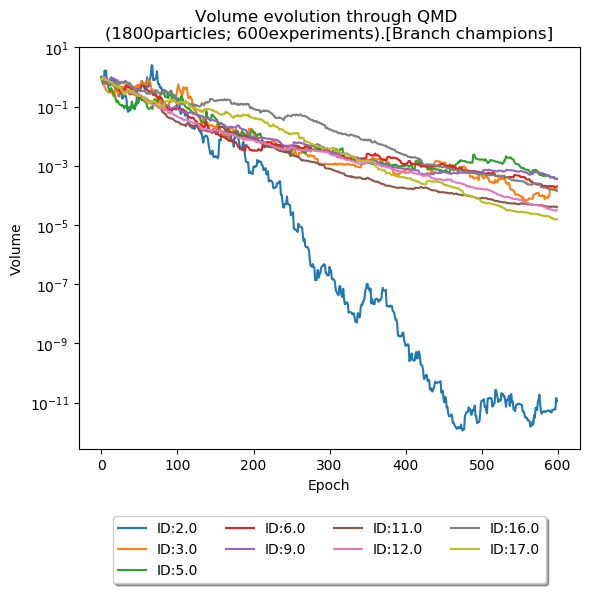 Volume evolution through QMD
(1800particles; 600experiments).[Branch champions]
10^1
10^-1
10^-3
10^-5
10^-7
10^-9
10^-11
Volume
0 100 200 300 400 500 600
Epoch
ID:2.0 ID:6.0 ID:11.0 ID:16.0
ID:3.0 ID:9.0 ID:12.0 ID:17.0
ID:5.0